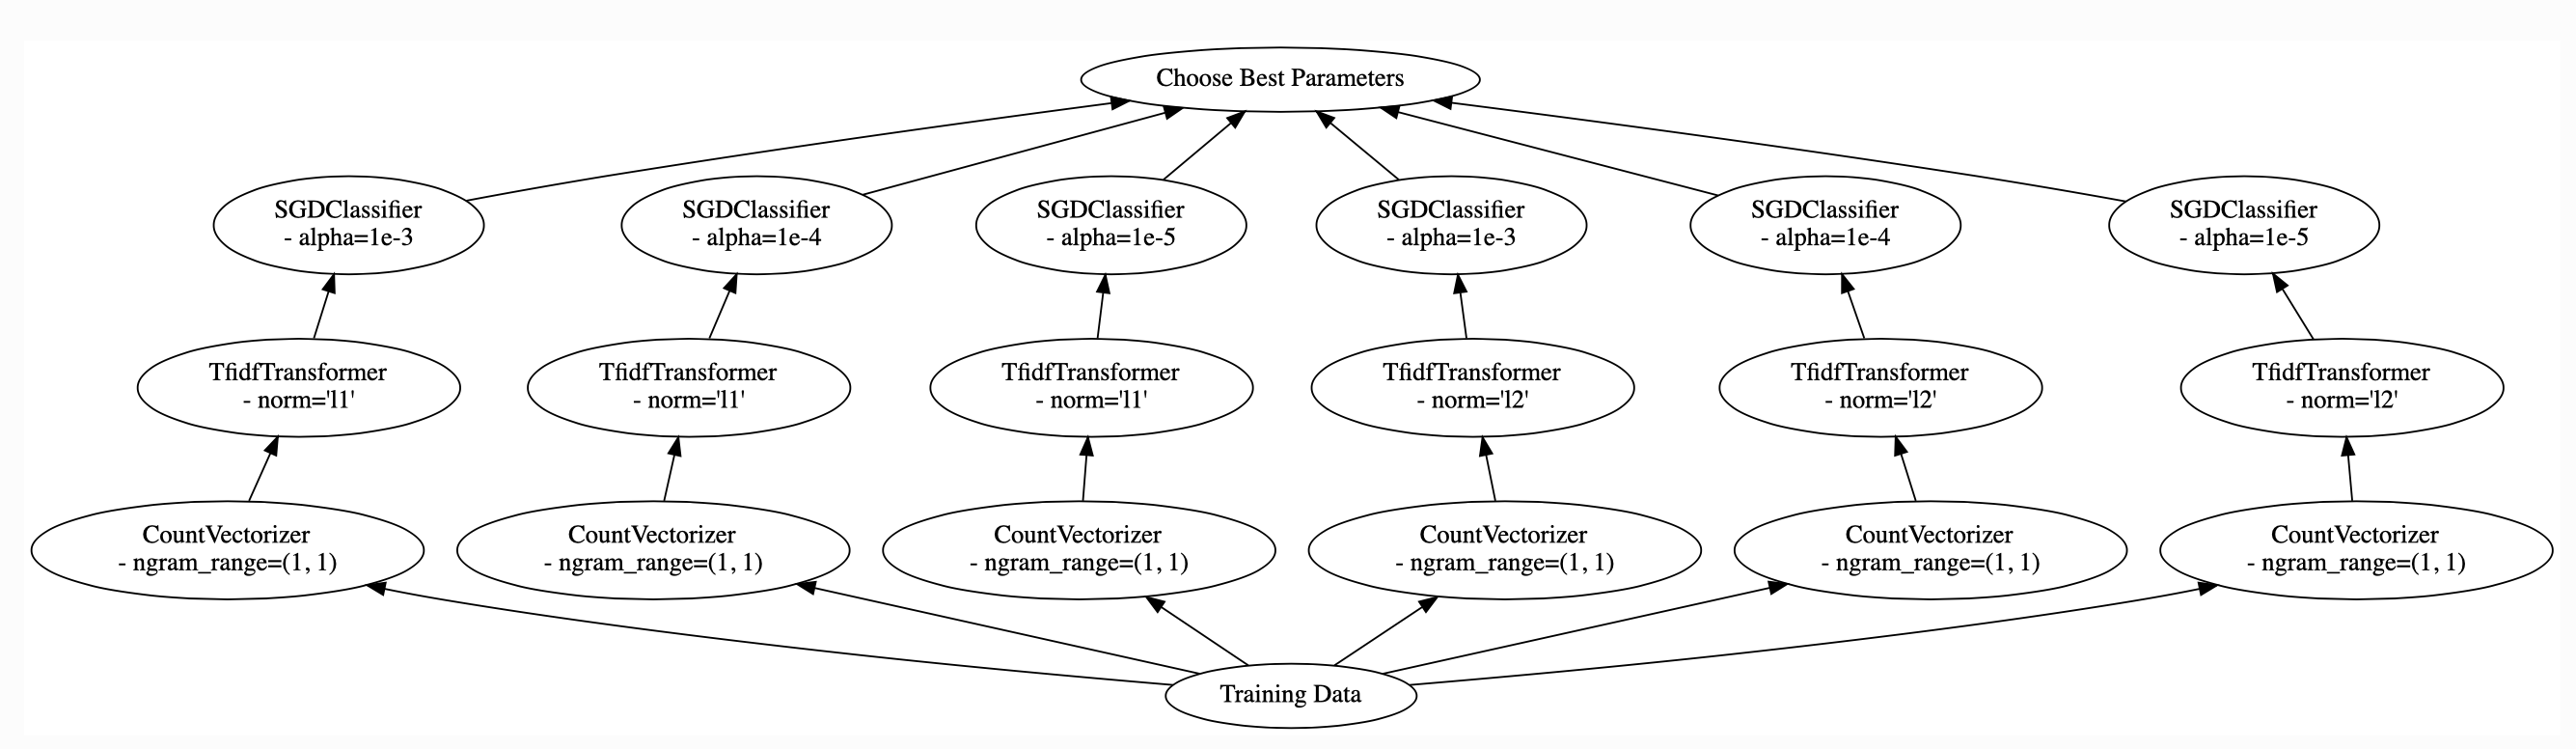 Choose Best Parameters
SGDClassifier
- alpha=1e-3
SGDClassifier
- alpha=1e-4
SGDClassifier
- alpha=1e-5
SGDClassifier
- alpha=1e-3
SGDClassifier
- alpha=1e-4
SGDClassifier
- alpha=1e-5
TfidfTransformer
- norm='l1'
TfidfTransformer
- norm='l1'
TfidfTransformer
- norm='l1'
TfidfTransformer
- norm='l2'
TfidfTransformer
- norm='l2'
TfidfTransformer
- norm='l2'
CountVectorizer
- ngram_range=(1, 1)
CountVectorizer
- ngram_range=(1, 1)
CountVectorizer
- ngram_range=(1, 1)
CountVectorizer
- ngram_range=(1, 1)
CountVectorizer
- ngram_range=(1, 1)
CountVectorizer
- ngram_range=(1, 1)
Training Data